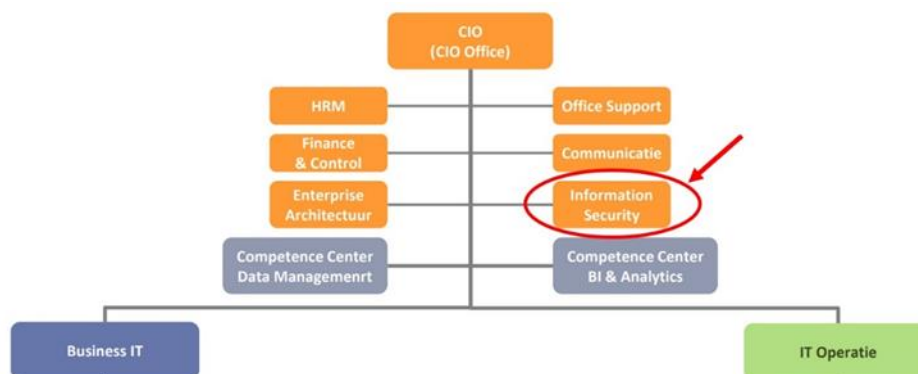 CIO
(CIO Office)
HRM
Office Support
Finance
& Control
Communicatie
Enterprise
Architectuur
Information
Security
Competence Center
Data Managemenrt
Competence Center
BI & Analytics
Business IT
IT Operatie